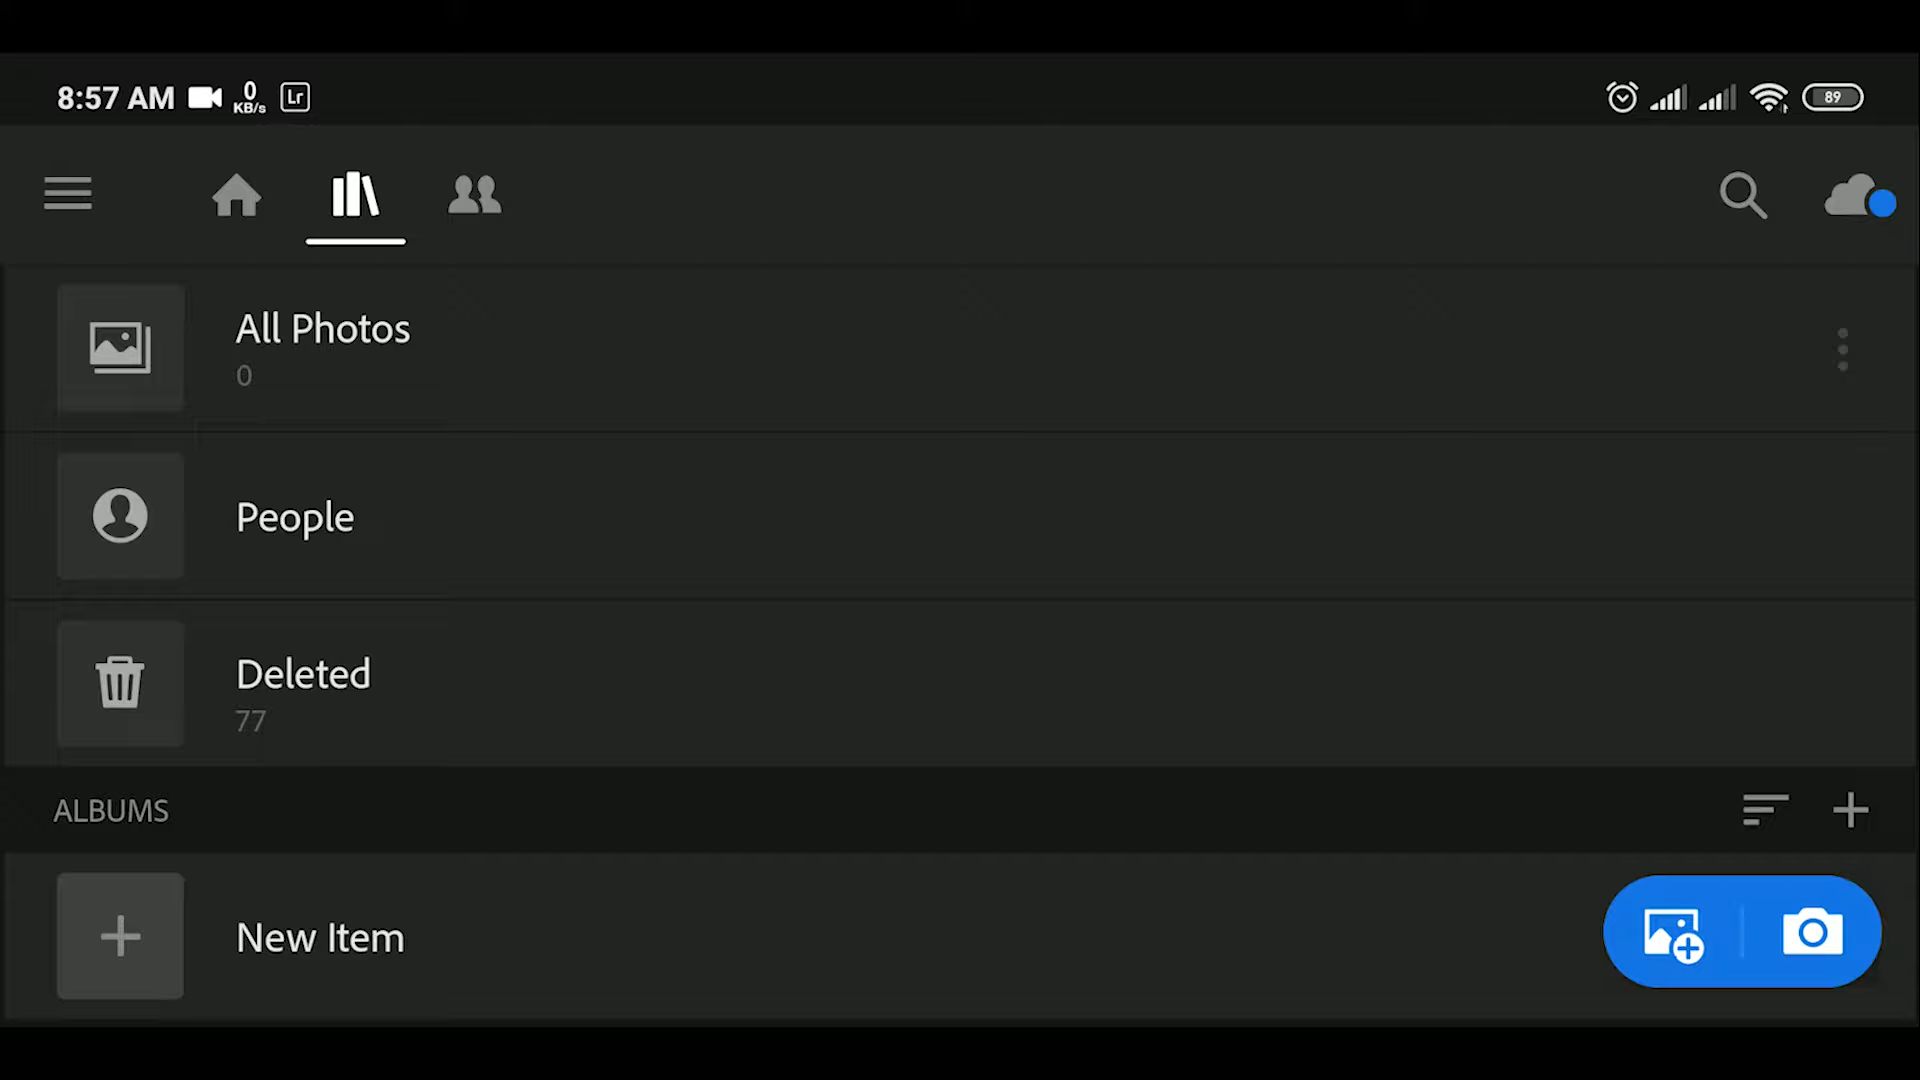 8:57 AM 0 KB/s Lr 89
All Photos
0
People
Deleted
77
ALBUMS
New Item